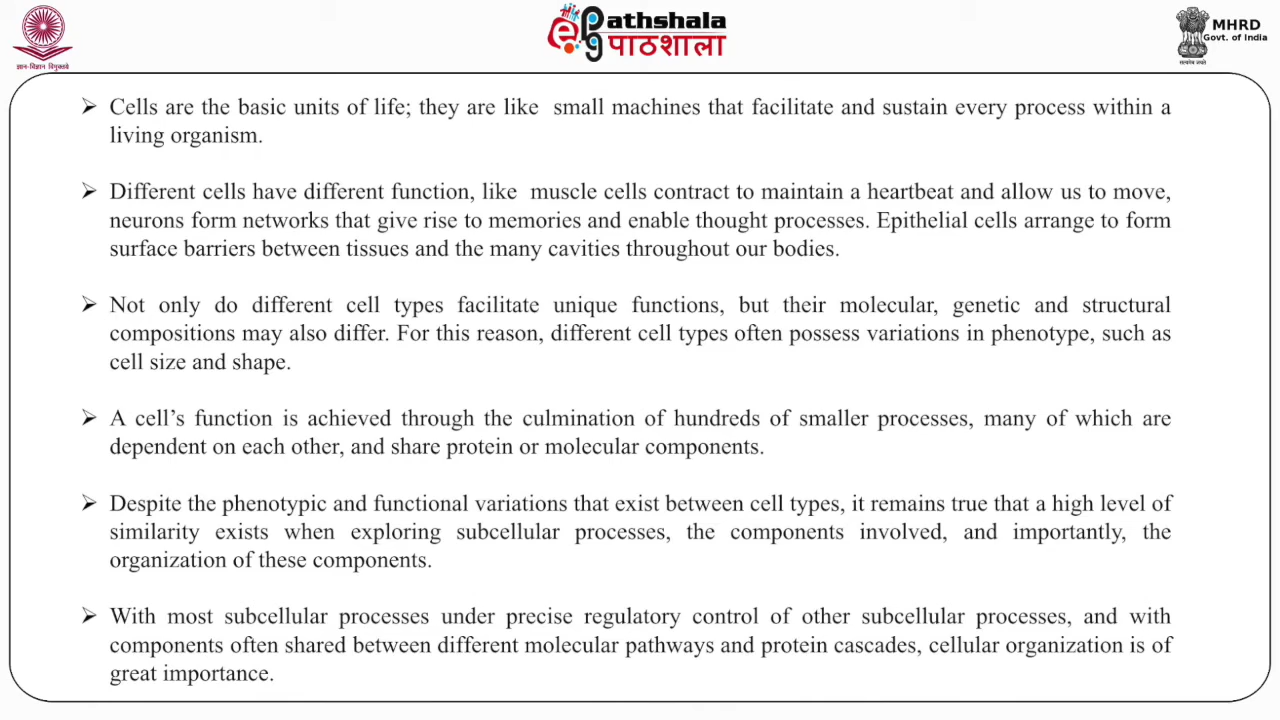 ज्ञान-विज्ञान विमुक्तये
ePathshala
पाठशाला
MHRD
Govt. of India
सत्यमेव जयते
➢ Cells are the basic units of life; they are like small machines that facilitate and sustain every process within a
living organism.
➢ Different cells have different function, like muscle cells contract to maintain a heartbeat and allow us to move,
neurons form networks that give rise to memories and enable thought processes. Epithelial cells arrange to form
surface barriers between tissues and the many cavities throughout our bodies.
➢ Not only do different cell types facilitate unique functions, but their molecular, genetic and structural
compositions may also differ. For this reason, different cell types often possess variations in phenotype, such as
cell size and shape.
➢ A cell’s function is achieved through the culmination of hundreds of smaller processes, many of which are
dependent on each other, and share protein or molecular components.
➢ Despite the phenotypic and functional variations that exist between cell types, it remains true that a high level of
similarity exists when exploring subcellular processes, the components involved, and importantly, the
organization of these components.
➢ With most subcellular processes under precise regulatory control of other subcellular processes, and with
components often shared between different molecular pathways and protein cascades, cellular organization is of
great importance.